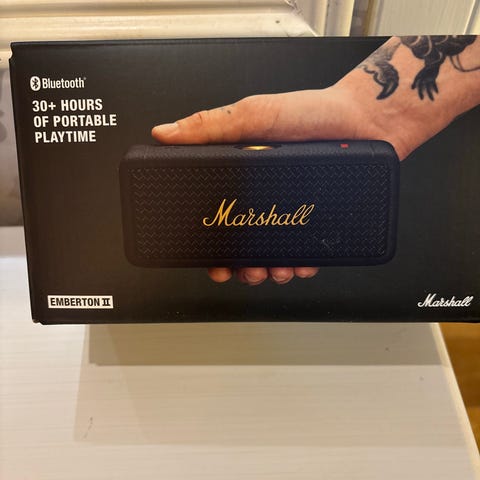 Bluetooth®
30+ HOURS
OF PORTABLE
PLAYTIME
Marshall
EMBERTON II
Marshall